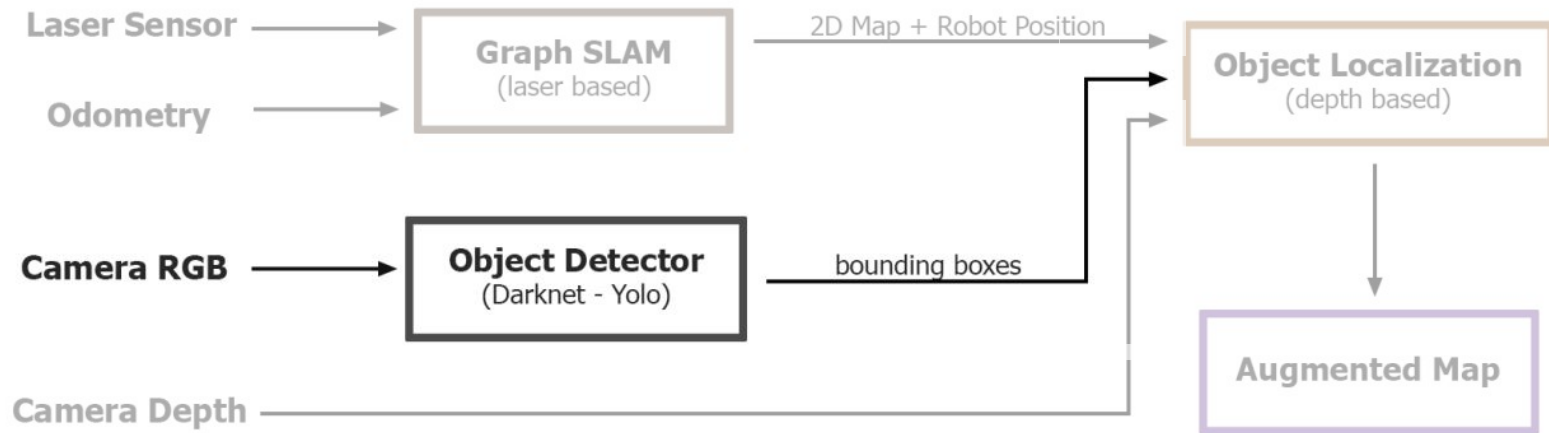 Laser Sensor
Odometry
Graph SLAM
(laser based)
2D Map + Robot Position
Object Localization
(depth based)
Camera RGB
Object Detector
(Darknet - Yolo)
bounding boxes
Camera Depth
Augmented Map